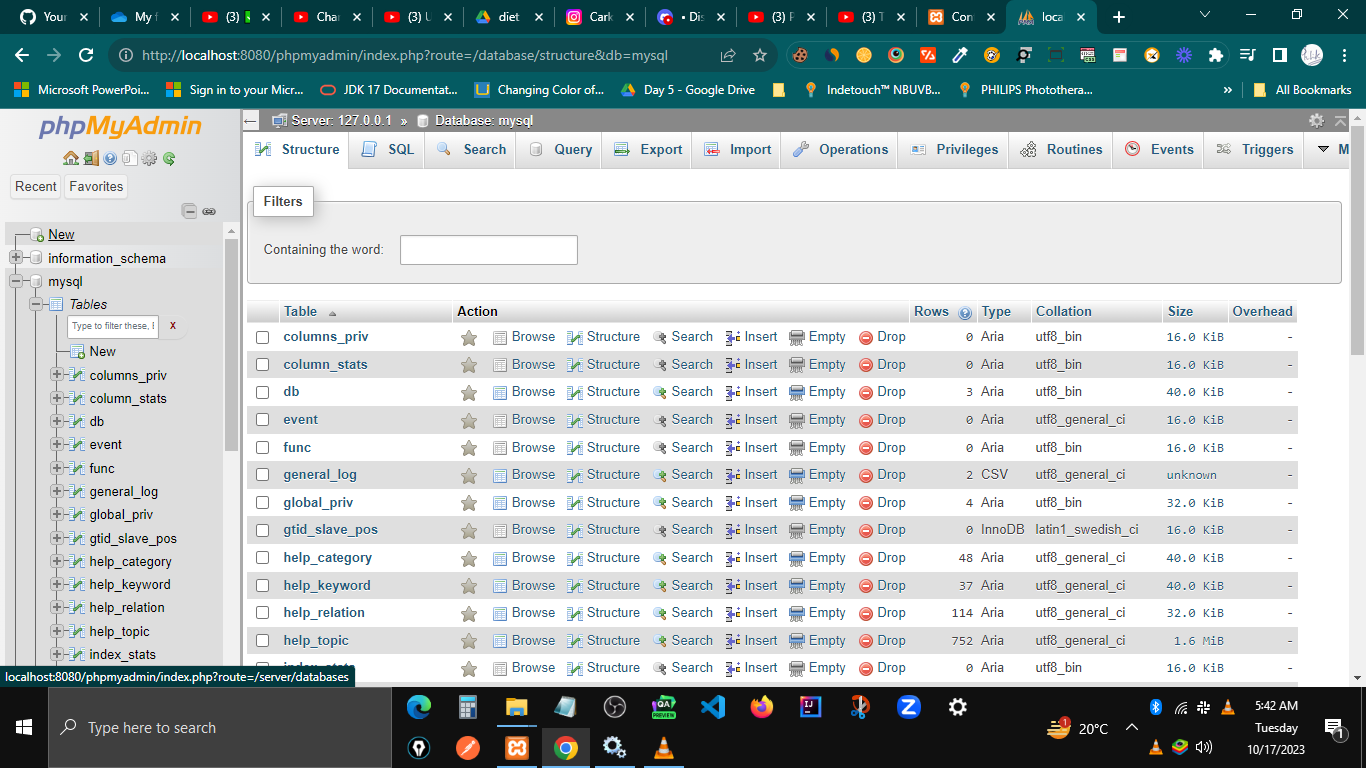 Your
My f
(3)
Char
(3) U
diet
Cark
• Dis
(3) P
(3) T
Con
loca
http://localhost:8080/phpmyadmin/index.php?route=/database/structure&db=mysql
Microsoft PowerPoi...
Sign in to your Micr...
JDK 17 Documentat...
Changing Color of...
Day 5 - Google Drive
Indetouch™ NBUVB...
PHILIPS Photothera...
»
All Bookmarks
phpMyAdmin
Recent Favorites
New
information_schema
mysql
Tables
Type to filter these, E X
New
columns_priv
column_stats
db
event
func
general_log
global_priv
gtid_slave_pos
help_category
help_keyword
help_relation
help_topic
index_stats
localhost:8080/phpmyadmin/index.php?route=/server/databases
Server: 127.0.0.1 » Database: mysql
Structure SQL Search Query Export Import Operations Privileges Routines Events Triggers M
Filters
Containing the word:
Table Action Rows Type Collation Size Overhead
columns_priv Browse Structure Search Insert Empty Drop 0 Aria utf8_bin 16.0 KiB -
column_stats Browse Structure Search Insert Empty Drop 0 Aria utf8_bin 16.0 KiB -
db Browse Structure Search Insert Empty Drop 3 Aria utf8_bin 40.0 KiB -
event Browse Structure Search Insert Empty Drop 0 Aria utf8_general_ci 16.0 KiB -
func Browse Structure Search Insert Empty Drop 0 Aria utf8_bin 16.0 KiB -
general_log Browse Structure Search Insert Empty Drop 2 CSV utf8_general_ci unknown -
global_priv Browse Structure Search Insert Empty Drop 4 Aria utf8_bin 32.0 KiB -
gtid_slave_pos Browse Structure Search Insert Empty Drop 0 InnoDB latin1_swedish_ci 16.0 KiB -
help_category Browse Structure Search Insert Empty Drop 48 Aria utf8_general_ci 40.0 KiB -
help_keyword Browse Structure Search Insert Empty Drop 37 Aria utf8_general_ci 40.0 KiB -
help_relation Browse Structure Search Insert Empty Drop 114 Aria utf8_general_ci 32.0 KiB -
help_topic Browse Structure Search Insert Empty Drop 752 Aria utf8_general_ci 1.6 MiB -
index_stats Browse Structure Search Insert Empty Drop 0 Aria utf8_bin 16.0 KiB -
Type here to search
20°C
5:42 AM
Tuesday
10/17/2023